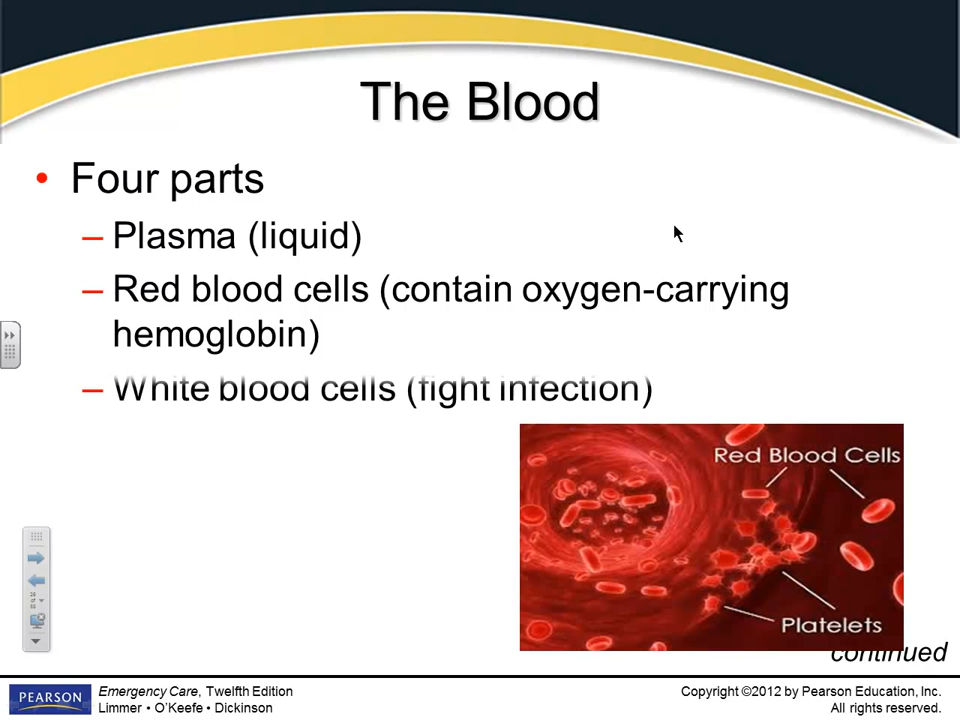 The Blood
• Four parts
– Plasma (liquid)
– Red blood cells (contain oxygen-carrying
hemoglobin)
– White blood cells (fight infection)
Red Blood Cells
Platelets
continued
PEARSON
Emergency Care, Twelfth Edition
Limmer • O'Keefe • Dickinson
Copyright ©2012 by Pearson Education, Inc.
All rights reserved.